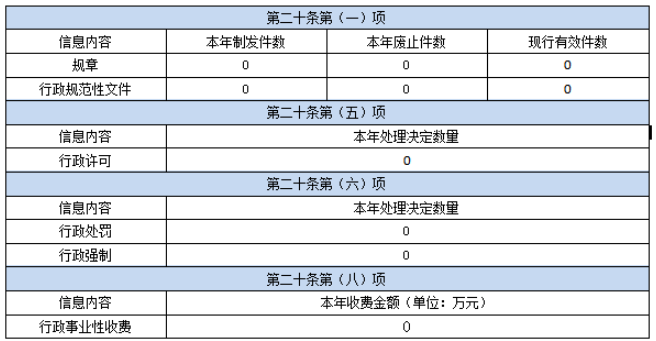 第二十条第（一）项
信息内容 本年制发件数 本年废止件数 现行有效件数
规章 0 0 0
行政规范性文件 0 0 0
第二十条第（五）项
信息内容 本年处理决定数量
行政许可 0
第二十条第（六）项
信息内容 本年处理决定数量
行政处罚 0
行政强制 0
第二十条第（八）项
信息内容 本年收费金额（单位：万元）
行政事业性收费 0